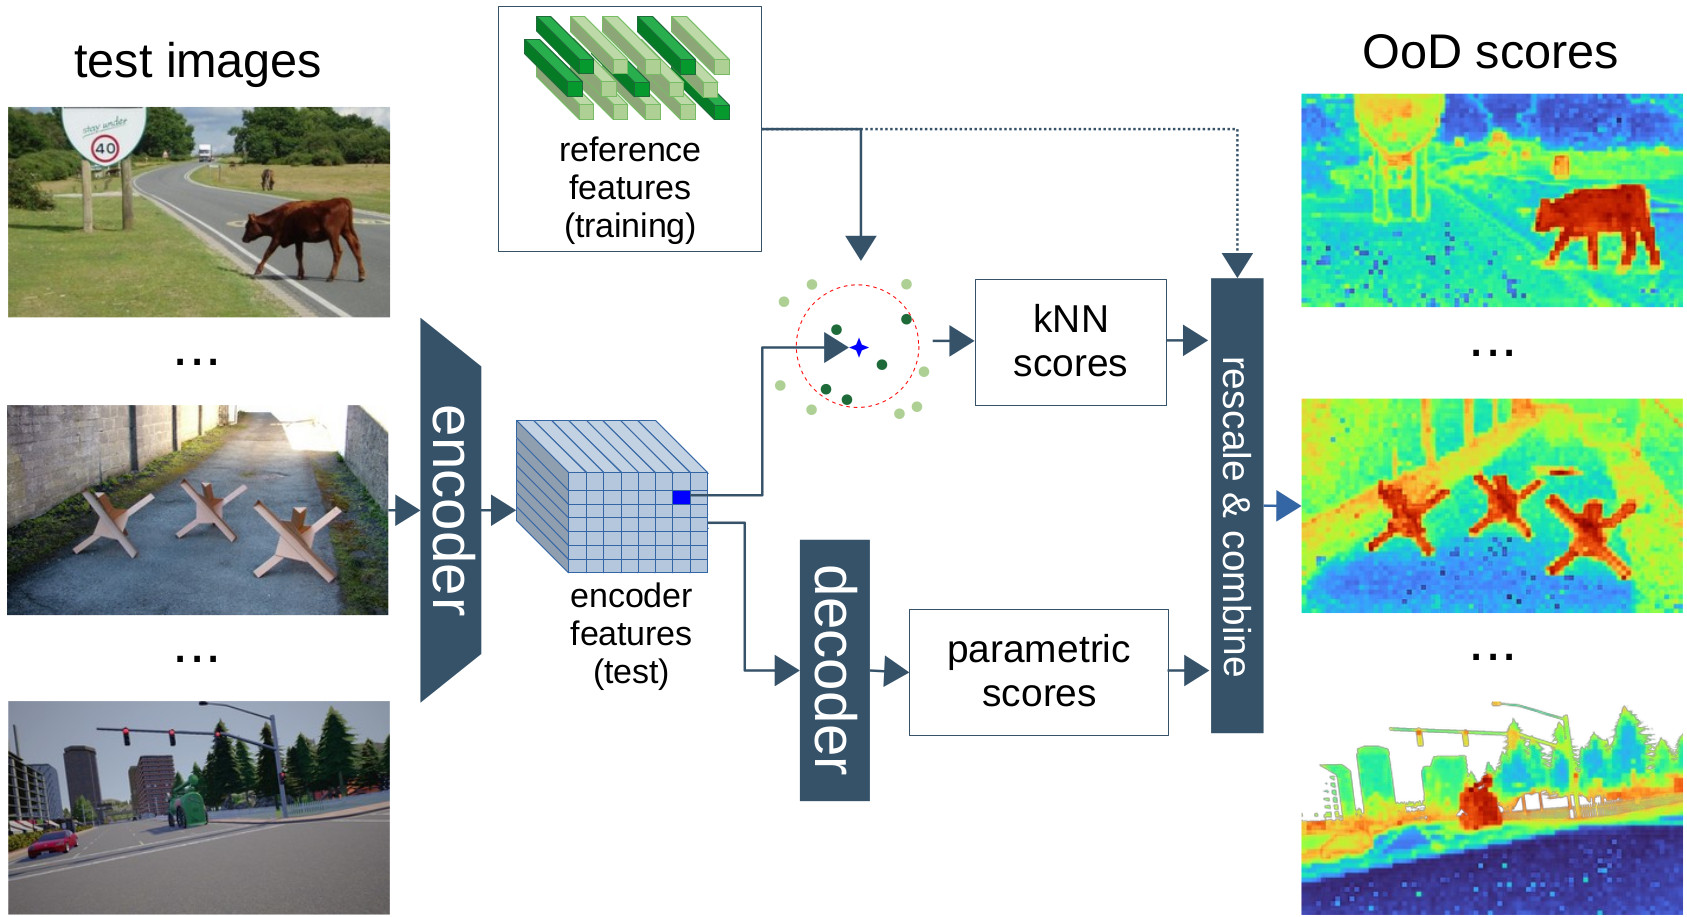 test images
stay under
40
...
...
encoder
reference
features
(training)
encoder
features
(test)
decoder
kNN
scores
parametric
scores
rescale & combine
OoD scores
...
...